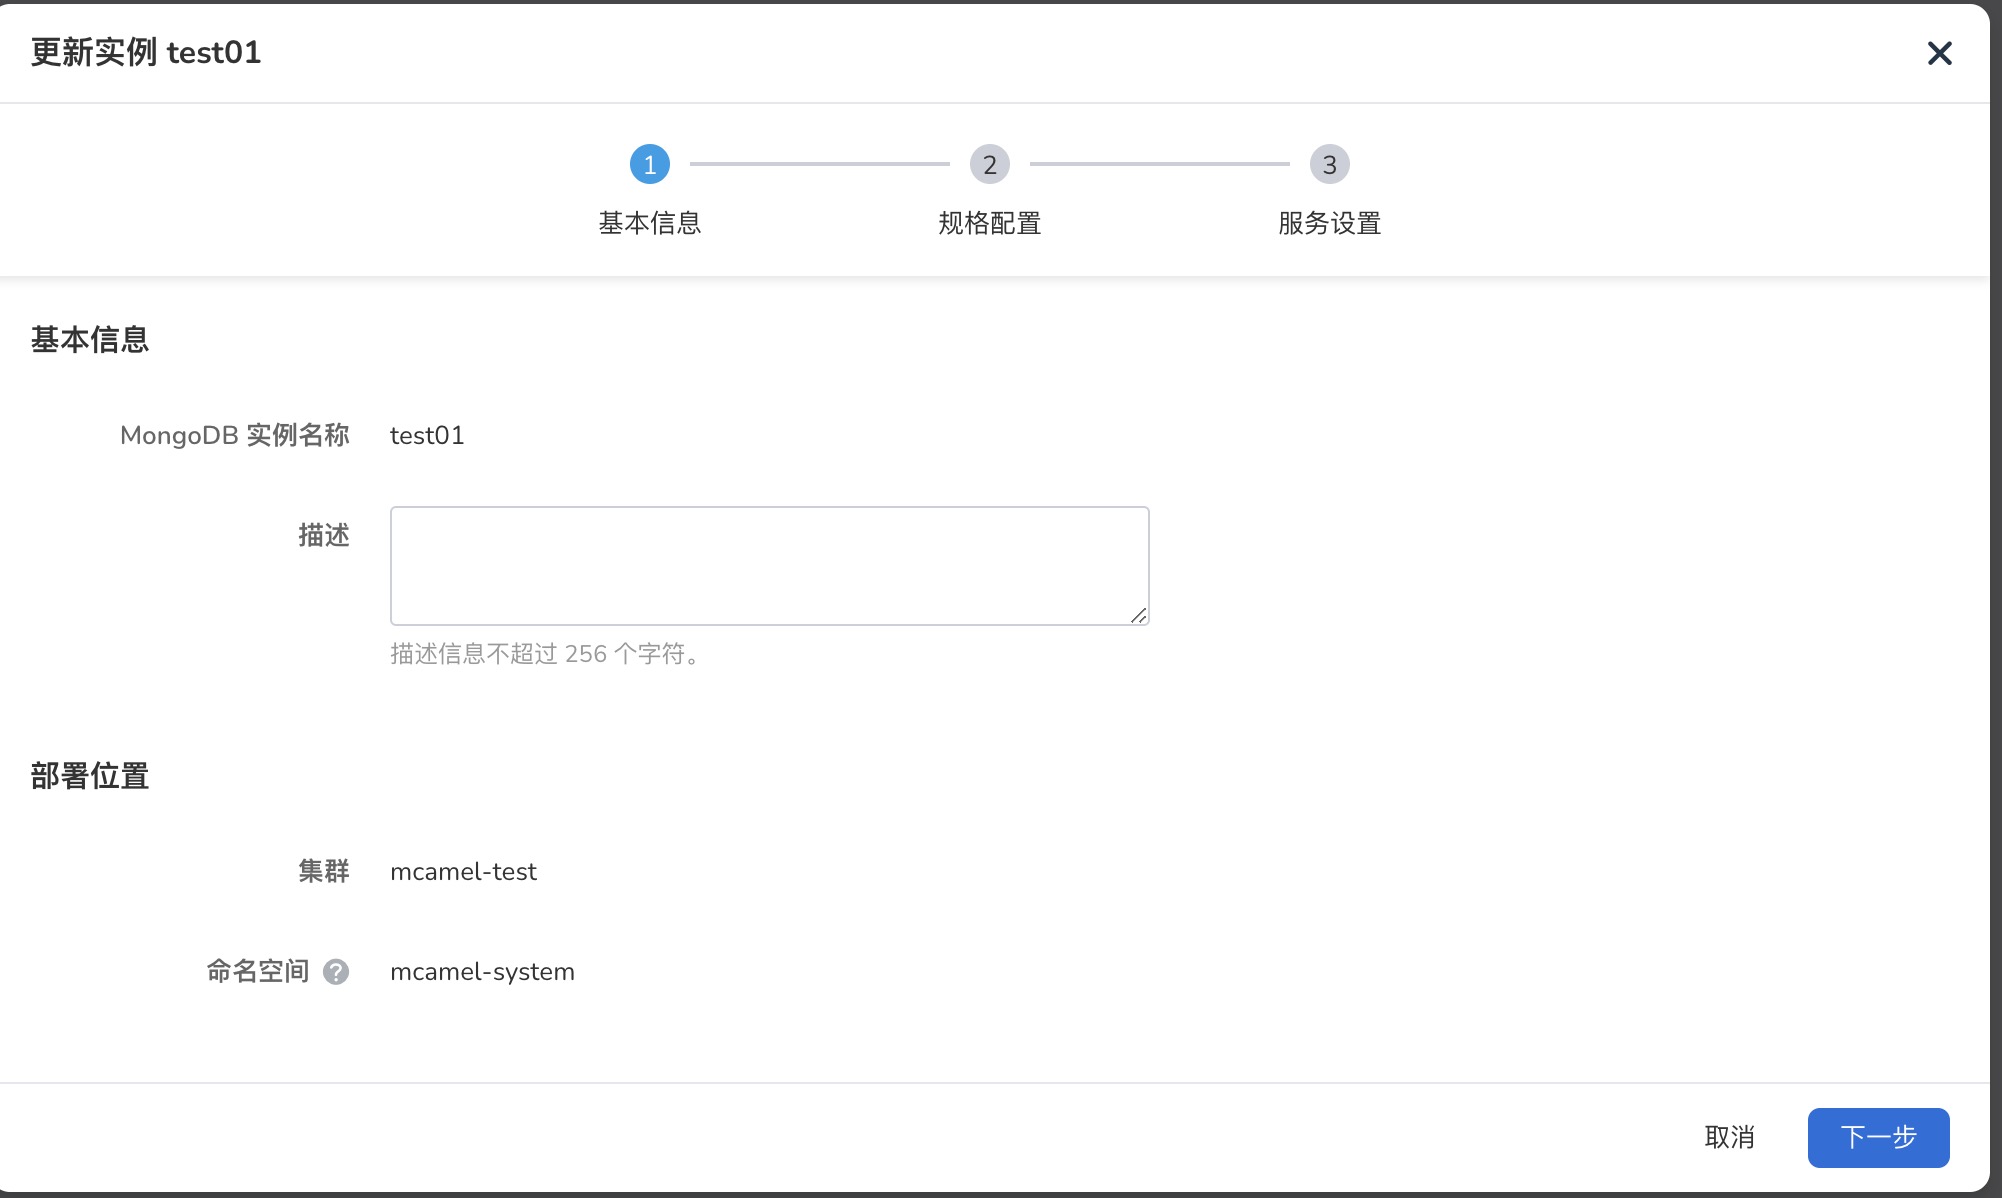 更新实例 test01
1
2
3
基本信息
规格配置
服务设置
基本信息
MongoDB 实例名称 test01
描述
描述信息不超过 256 个字符。
部署位置
集群 mcamel-test
命名空间 ? mcamel-system
取消
下一步